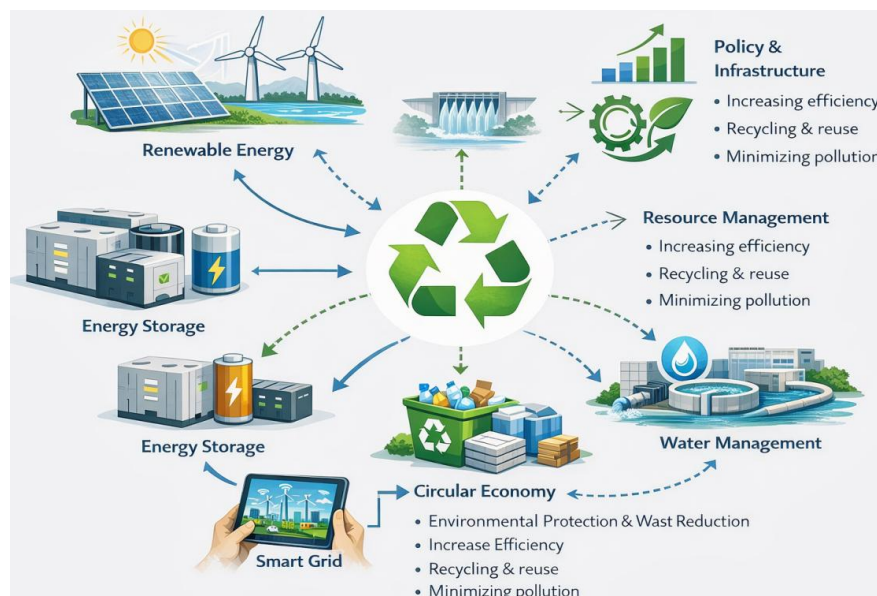 Policy &
Infrastructure
• Increasing efficiency
• Recycling & reuse
• Minimizing pollution
Renewable Energy
Resource Management
• Increasing efficiency
• Recycling & reuse
• Minimizing pollution
Energy Storage
Energy Storage
Water Management
Circular Economy
• Environmental Protection & Wast Reduction
• Increase Efficiency
• Recycling & reuse
• Minimizing pollution
Smart Grid